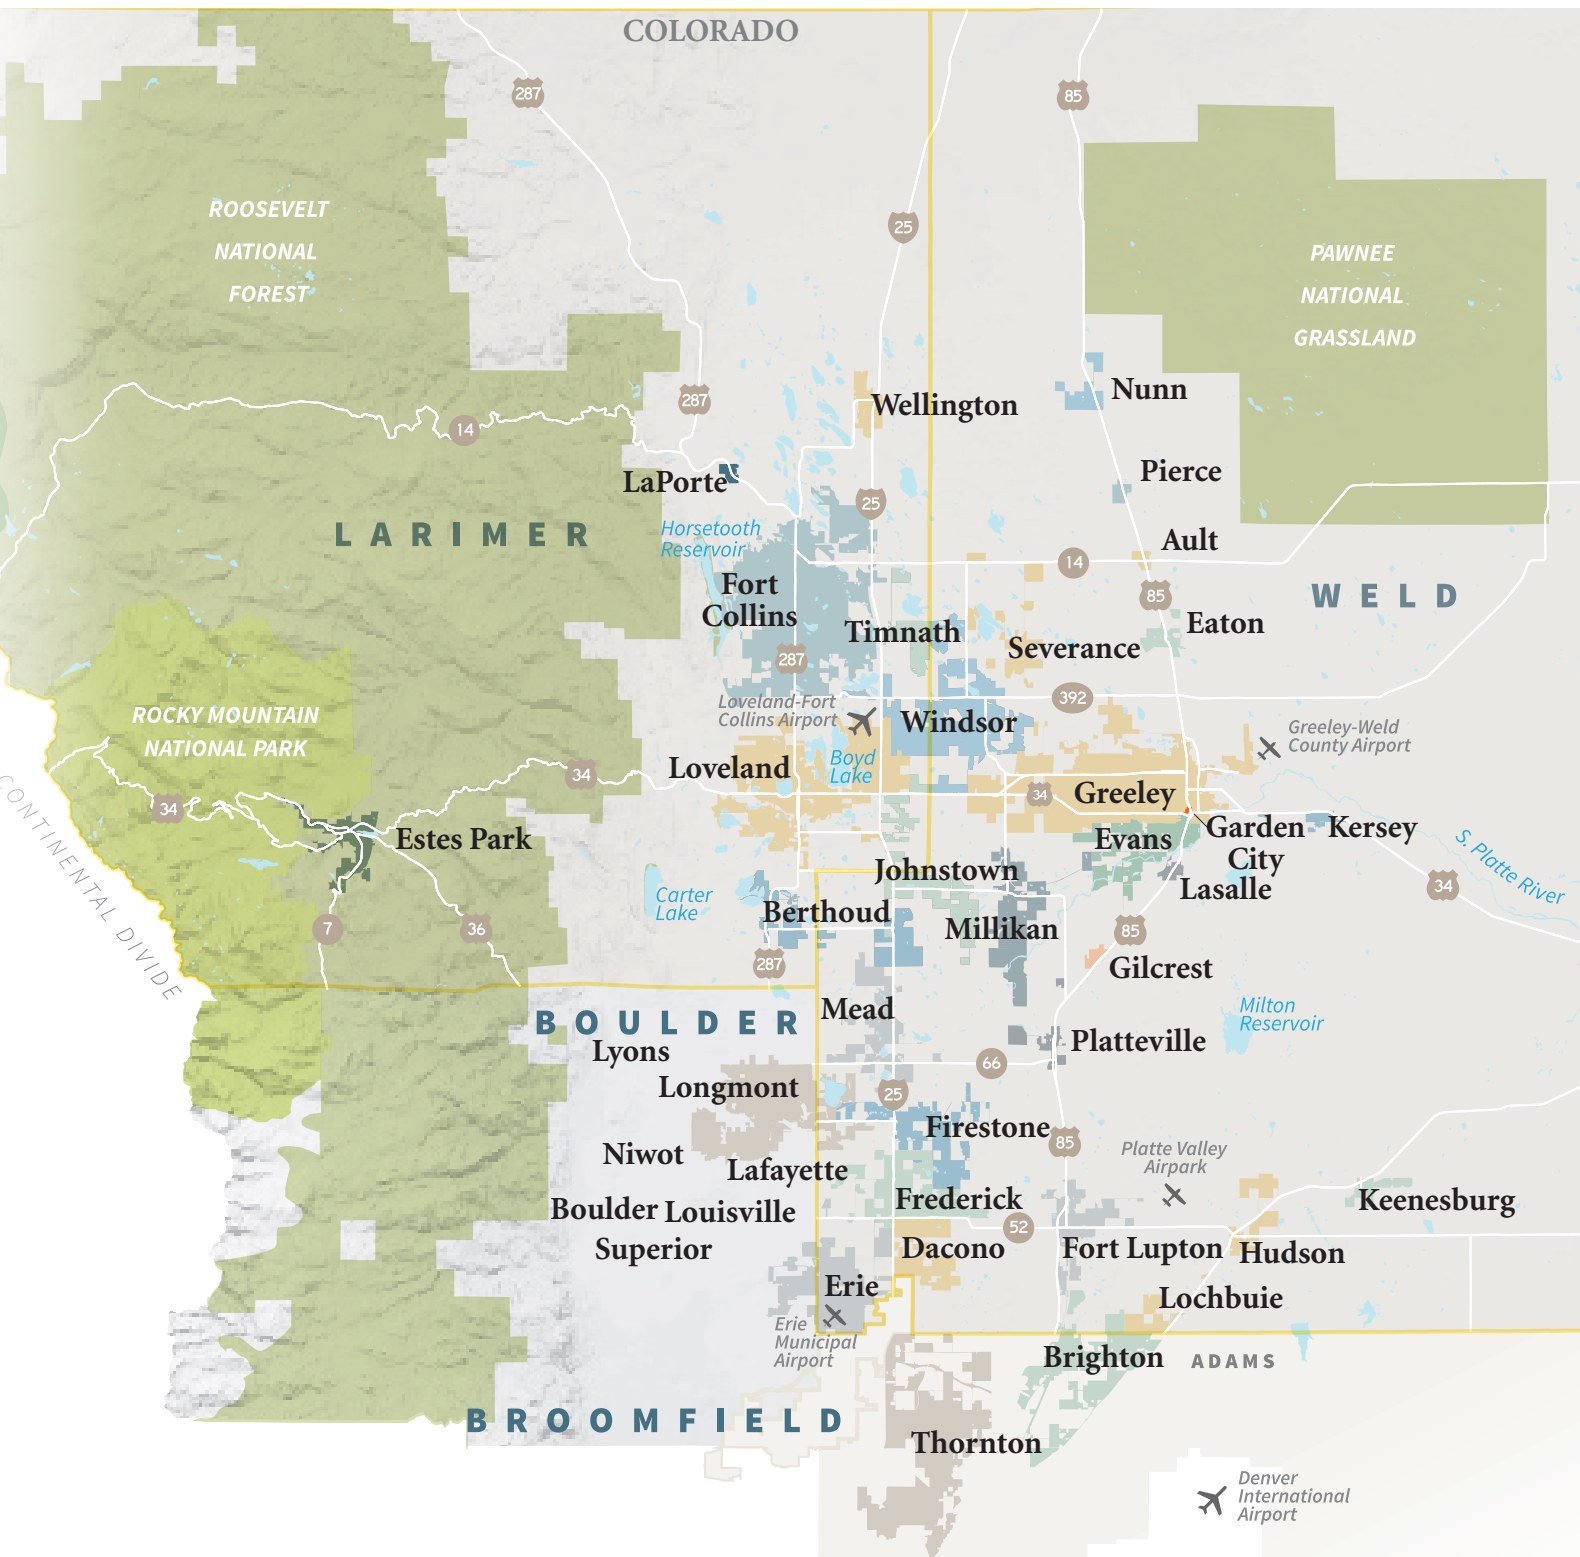 COLORADO
287
85
ROOSEVELT
NATIONAL
FOREST
25
PAWNEE
NATIONAL
GRASSLAND
287
Wellington
Nunn
14
LaPorte
Pierce
25
Horsetooth
Reservoir
LARIMER
Ault
14
Fort
Collins
85
WELD
Timnath
Eaton
Severance
287
392
Loveland-Fort
Collins Airport
ROCKY MOUNTAIN
NATIONAL PARK
Windsor
Greeley-Weld
County Airport
Loveland
Boyd
Lake
34
34
34
Greeley
CONTINENTAL DIVIDE
Estes Park
Evans
Garden
City
Kersey
S. Platte River
Johnstown
Lasalle
34
Carter
Lake
Berthoud
7
36
Millikan
85
287
Gilcrest
Mead
Milton
Reservoir
BOULDER
Lyons
Platteville
66
Longmont
25
Firestone
85
Niwot
Lafayette
Platte Valley
Airpark
Boulder
Louisville
Frederick
Keenesburg
52
Superior
Dacono
Fort Lupton
Hudson
Erie
Lochbuie
Erie
Municipal
Airport
Brighton
ADAMS
BROOMFIELD
Thornton
Denver
International
Airport